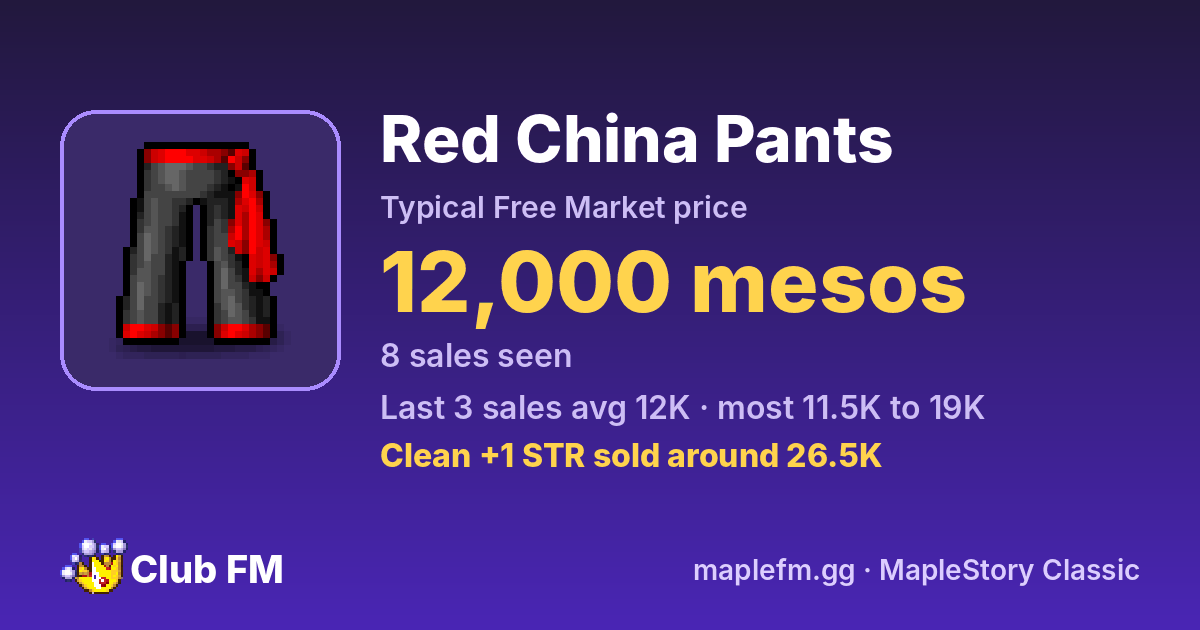 Red China Pants
Typical Free Market price
12,000 mesos
8 sales seen
Last 3 sales avg 12K · most 11.5K to 19K
Clean +1 STR sold around 26.5K
Club FM
maplefm.gg · MapleStory Classic